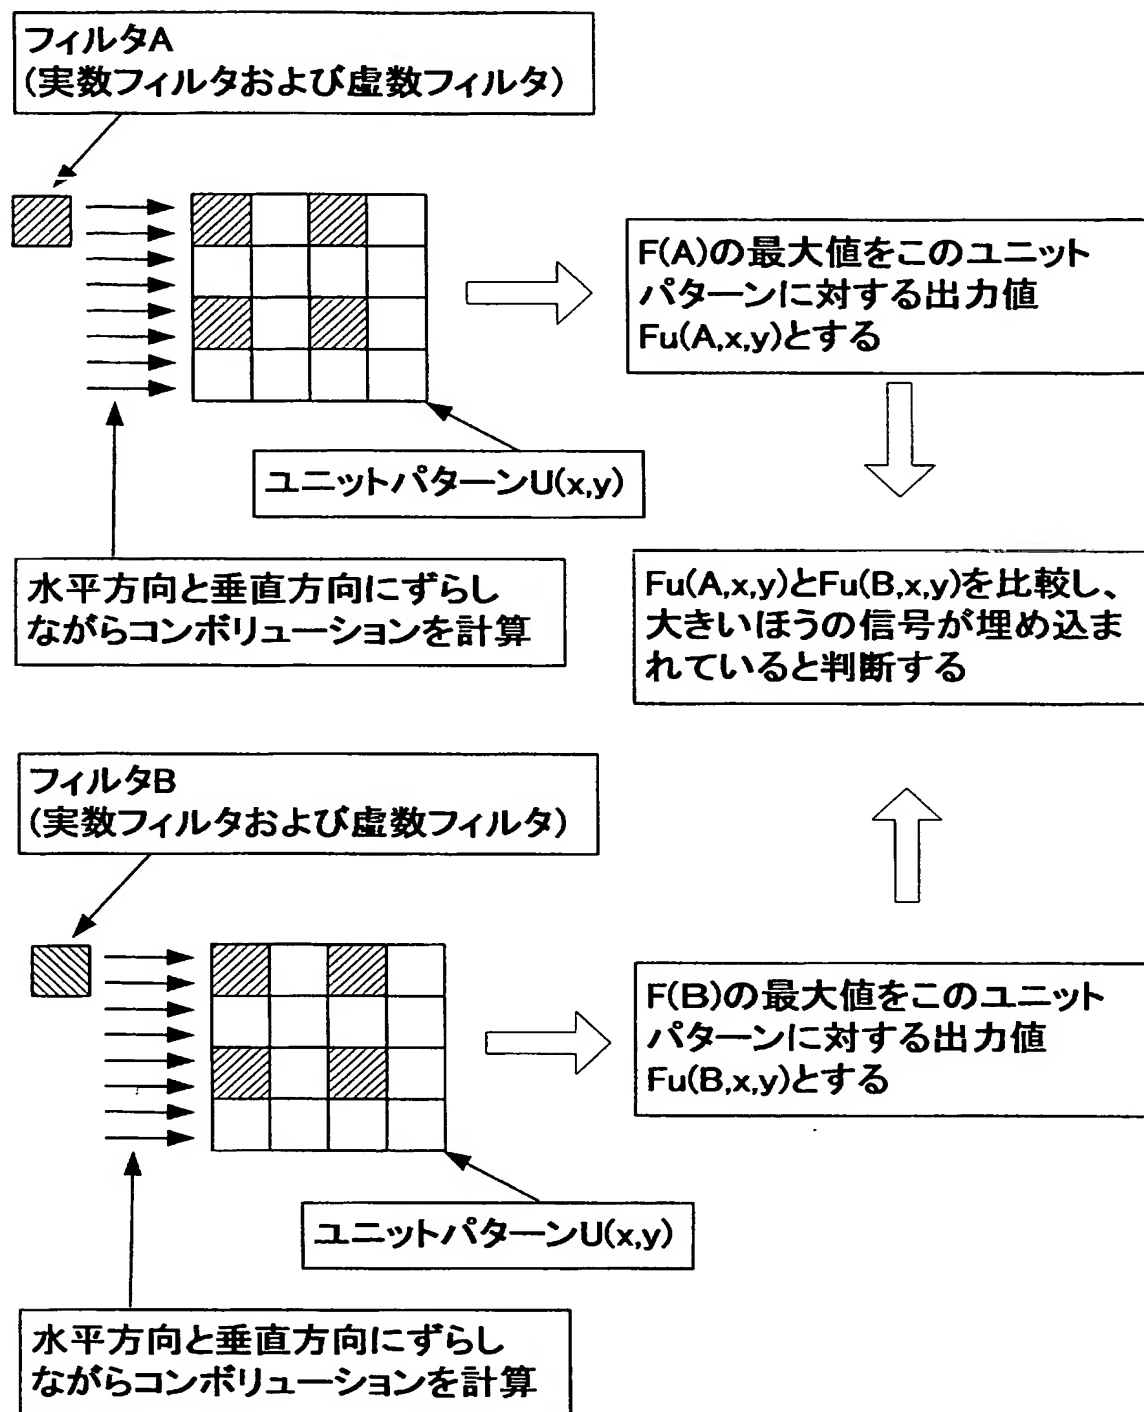 フィルタA
(実数フィルタおよび虚数フィルタ)
F(A)の最大値をこのユニット
パターンに対する出力値
Fu(A,x,y)とする
ユニットパターンU(x,y)
水平方向と垂直方向にずらし
ながらコンボリューションを計算
Fu(A,x,y)とFu(B,x,y)を比較し、
大きいほうの信号が埋め込ま
れていると判断する
フィルタB
(実数フィルタおよび虚数フィルタ)
F(B)の最大値をこのユニット
パターンに対する出力値
Fu(B,x,y)とする
ユニットパターンU(x,y)
水平方向と垂直方向にずらし
ながらコンボリューションを計算